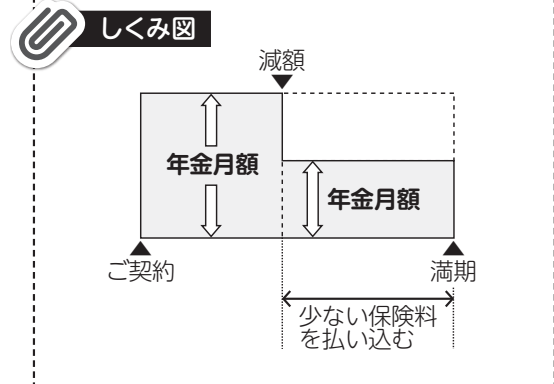 しくみ図
減額
年金月額
年金月額
ご契約
満期
少ない保険料
を払い込む